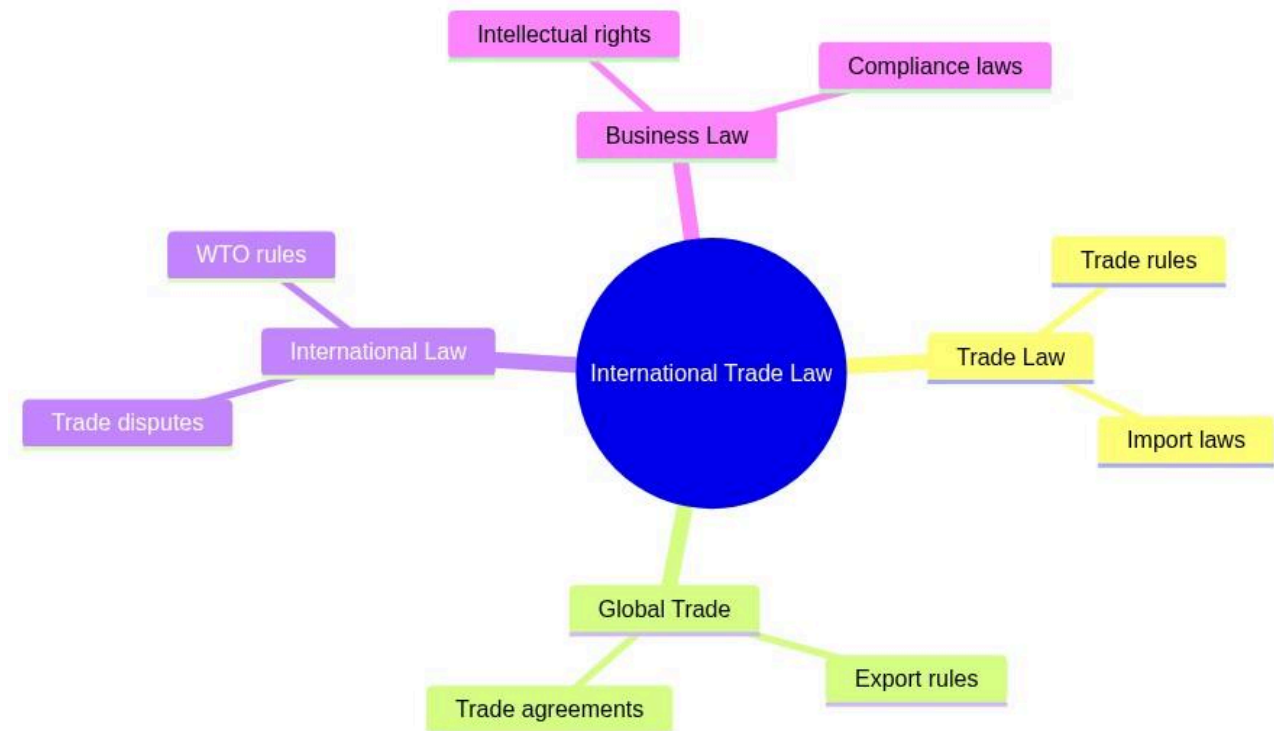 Intellectual rights
Compliance laws
Business Law
WTO rules
Trade rules
International Law
Trade Law
International Trade Law
Trade disputes
Import laws
Global Trade
Export rules
Trade agreements